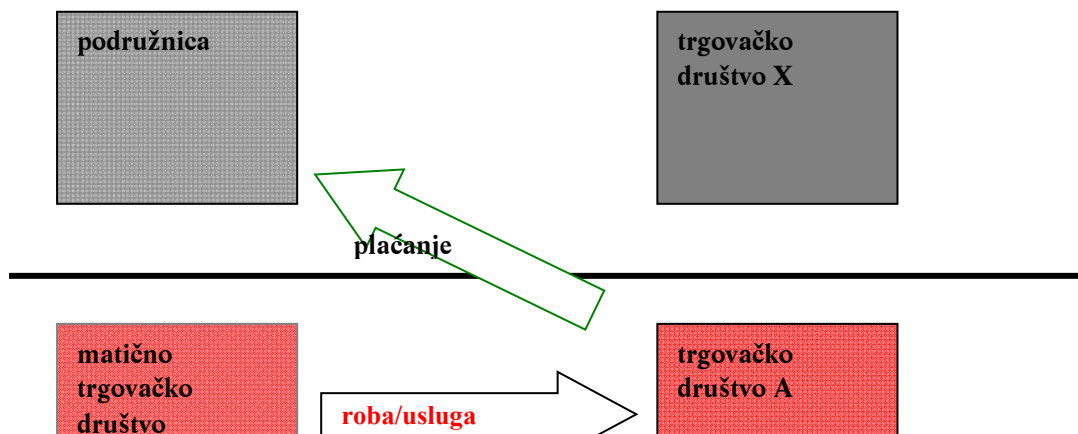 podružnica
trgovačko
društvo X
plaćanje
matično
trgovačko
društvo
roba/usluga
trgovačko
društvo A